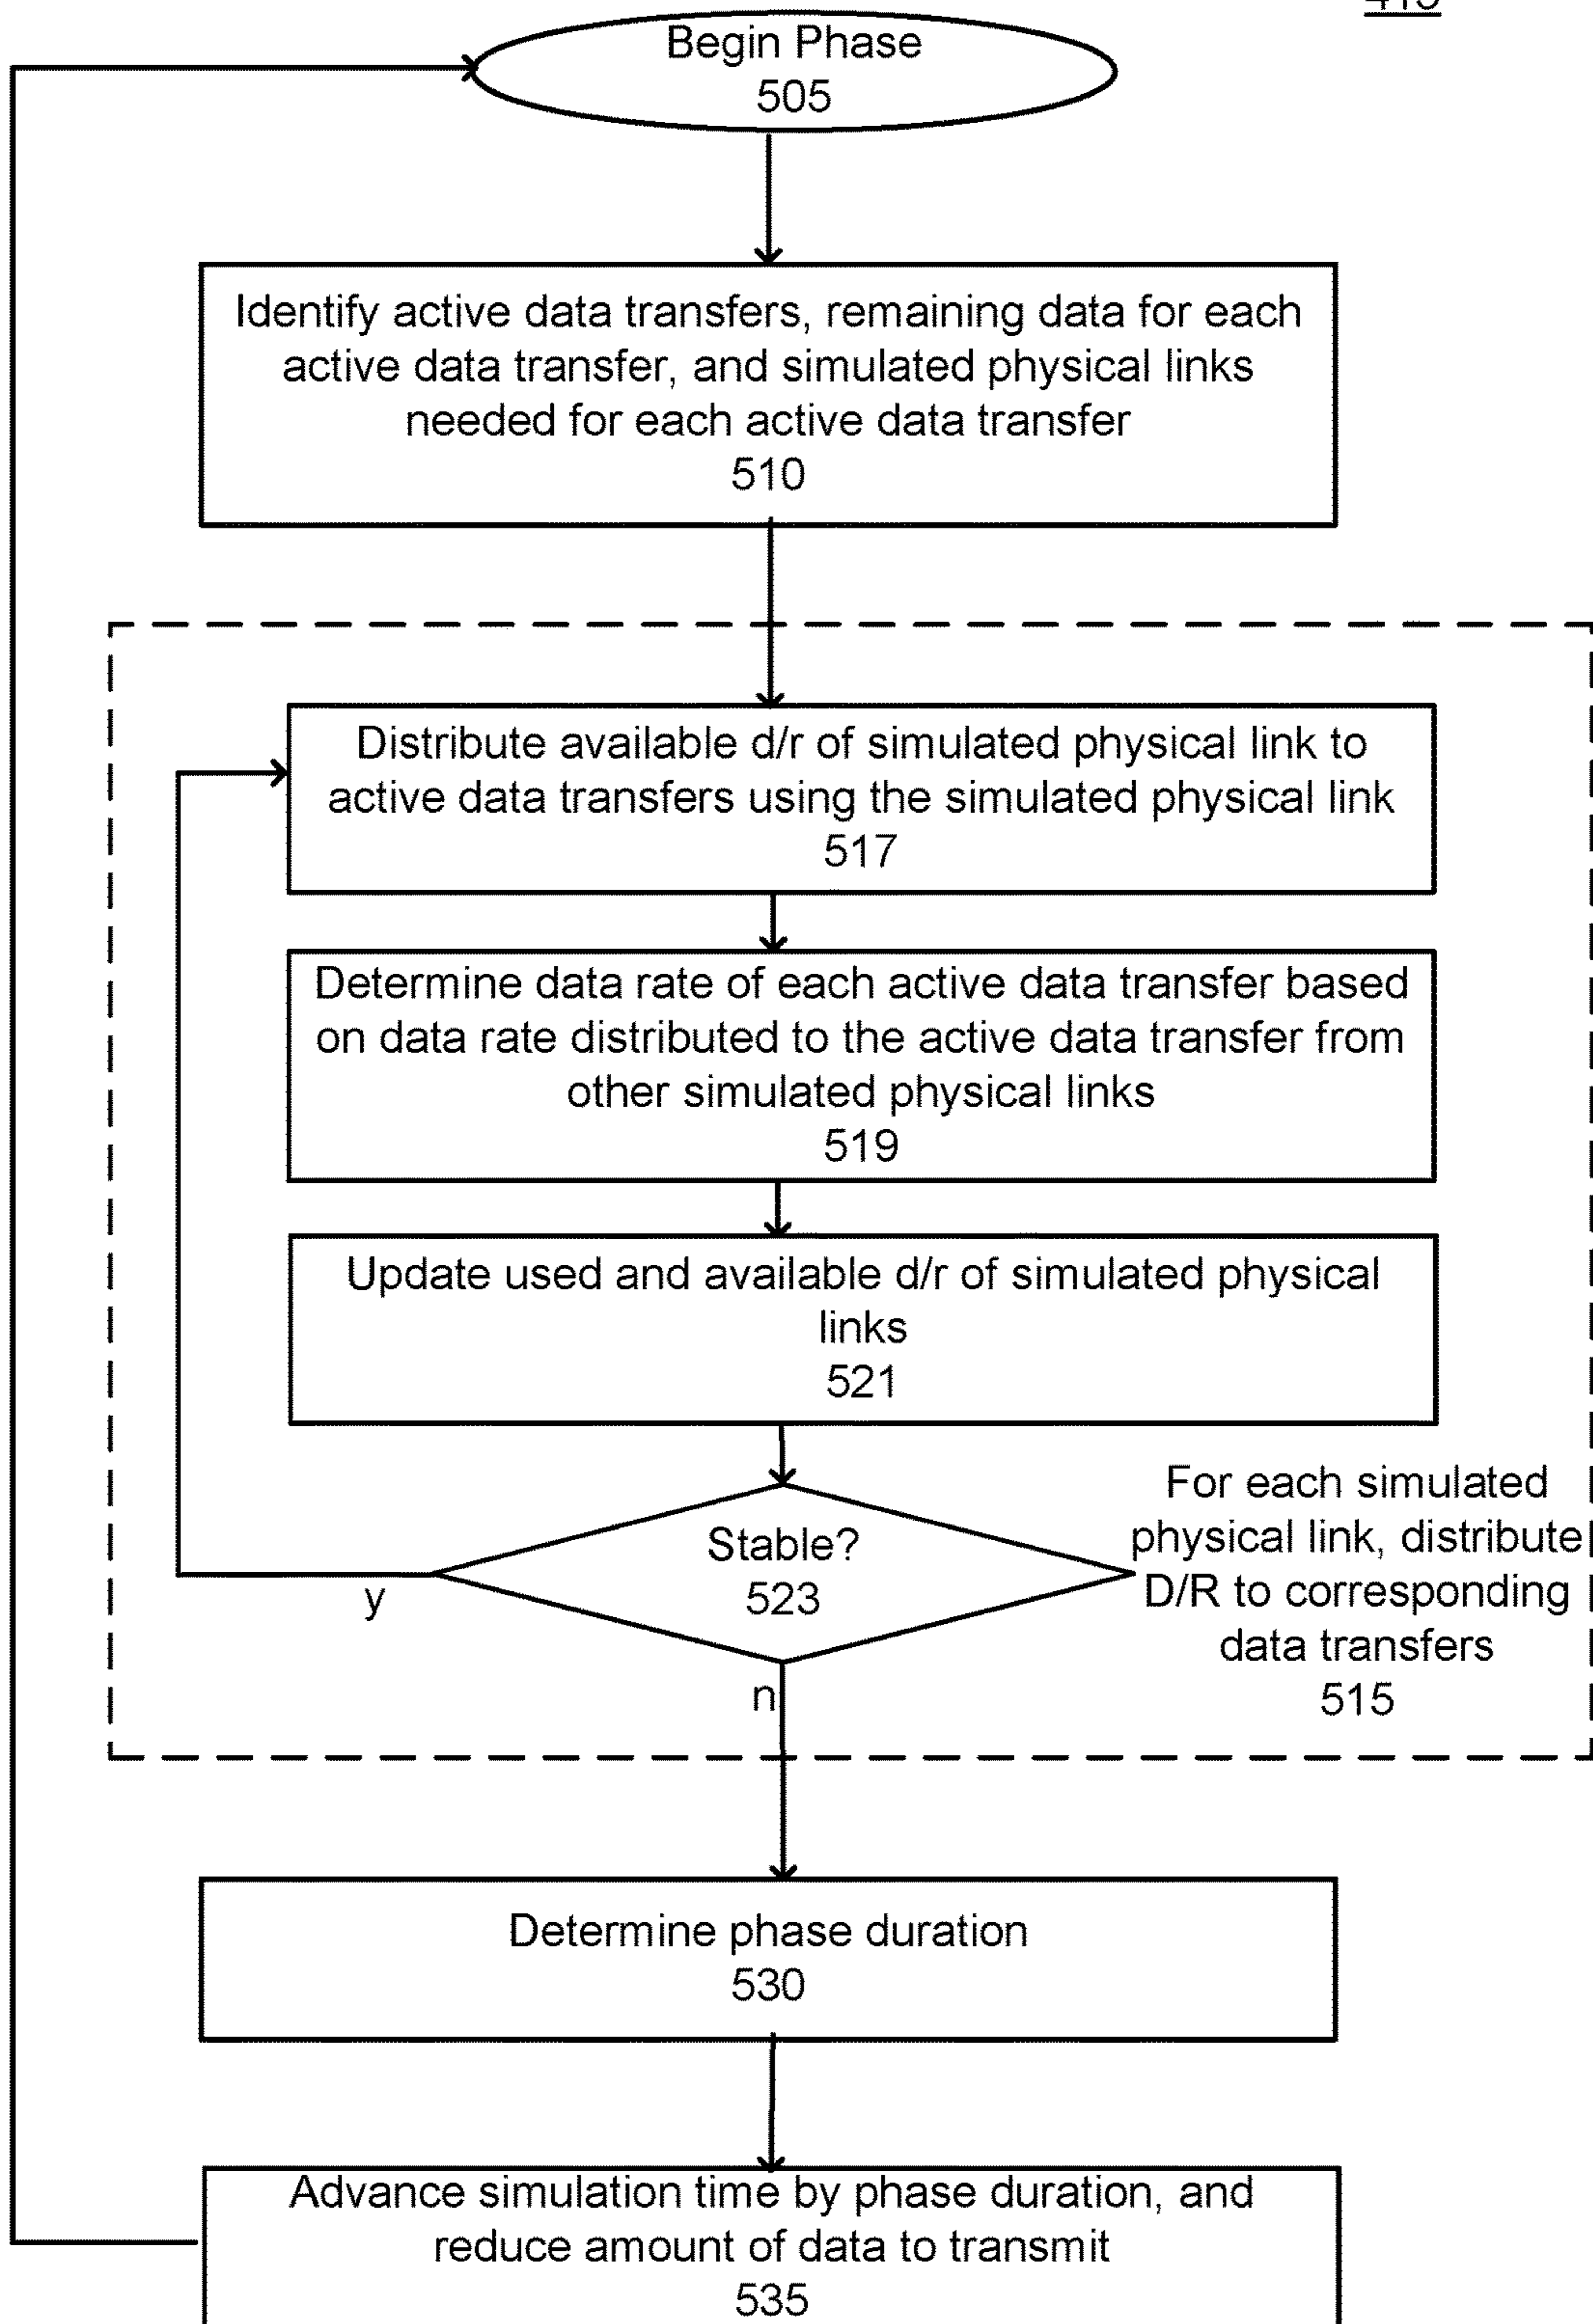 Begin Phase
505
Identify active data transfers, remaining data for each
active data transfer, and simulated physical links
needed for each active data transfer
510
Distribute available d/r of simulated physical link to
active data transfers using the simulated physical link
517
Determine data rate of each active data transfer based
on data rate distributed to the active data transfer from
other simulated physical links
519
Update used and available d/r of simulated physical
links
521
Stable?
523
y
n
For each simulated
physical link, distribute
D/R to corresponding
data transfers
515
Determine phase duration
530
Advance simulation time by phase duration, and
reduce amount of data to transmit
535